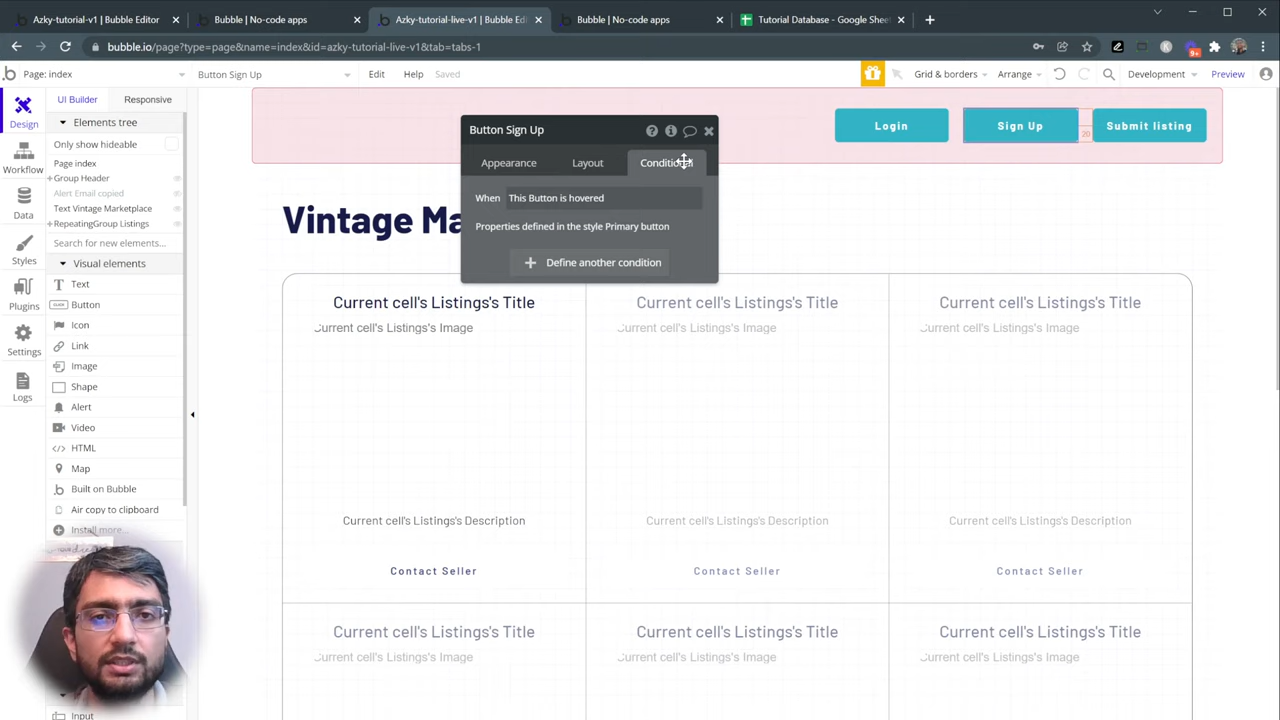 Azky-tutorial-v1 | Bubble Editor
Bubble | No-code apps
Azky-tutorial-live-v1 | Bubble Edi
Bubble | No-code apps
Tutorial Database - Google Sheet
bubble.io/page?type=page&name=index&id=azky-tutorial-live-v1&tab=tabs-1
9+
Page: index
Button Sign Up
Edit
Help
Saved
Grid & borders
Arrange
Development
Preview
Design
Workflow
Data
Styles
Plugins
Settings
Logs
UI Builder
Responsive
Elements tree
Only show hideable
Page index
Group Header
Alert Email copied
Text Vintage Marketplace
RepeatingGroup Listings
Search for new elements...
Visual elements
Text
CLICK
Button
Icon
Link
Image
Shape
Alert
Video
HTML
Map
Built on Bubble
Air copy to clipboard
Install more...
Input
Login
Sign Up
20
Submit listing
Button Sign Up
Appearance
Layout
When
This Button is hovered
Properties defined in the style Primary button
Define another condition
Vintage Ma
Current cell's Listings's Title
Current cell's Listings's Title
Current cell's Listings's Title
Current cell's Listings's Image
Current cell's Listings's Image
Current cell's Listings's Image
Current cell's Listings's Description
Current cell's Listings's Description
Current cell's Listings's Description
Contact Seller
Contact Seller
Contact Seller
Current cell's Listings's Title
Current cell's Listings's Title
Current cell's Listings's Title
Current cell's Listings's Image
Current cell's Listings's Image
Current cell's Listings's Image